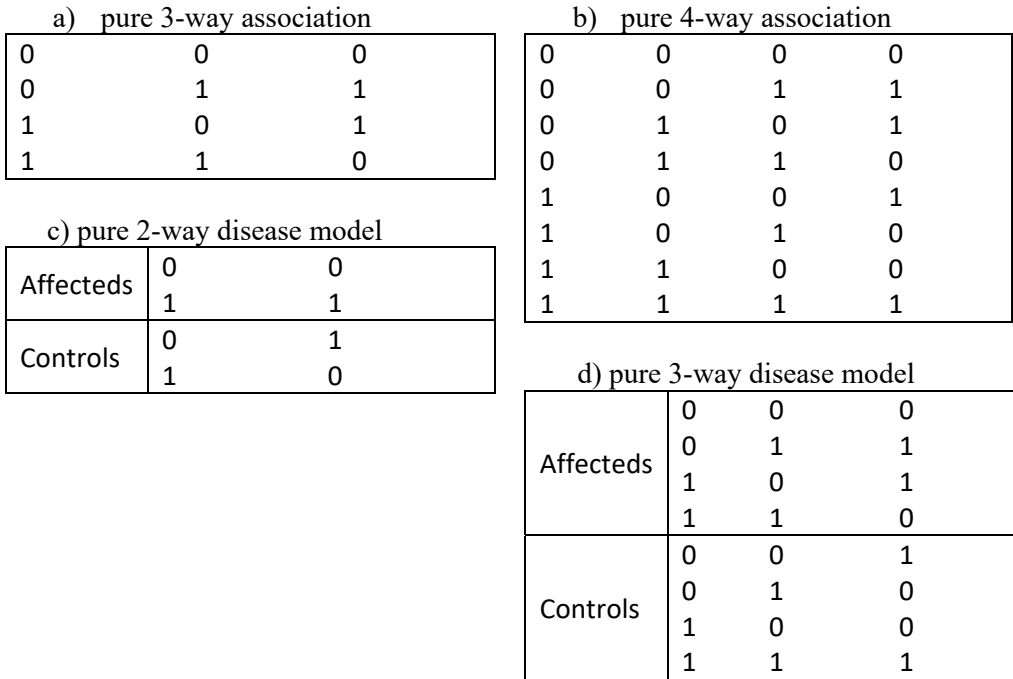 a) pure 3-way association
0 0 0
0 1 1
1 0 1
1 1 0
c) pure 2-way disease model
Affecteds
0 0
1 1
Controls
0 1
1 0
b) pure 4-way association
0 0 0 0
0 0 1 1
0 1 0 1
0 1 1 0
1 0 0 1
1 0 1 0
1 1 0 0
1 1 1 1
d) pure 3-way disease model
Affecteds
0 0 0
0 1 1
1 0 1
1 1 0
Controls
0 0 1
0 1 0
1 0 0
1 1 1